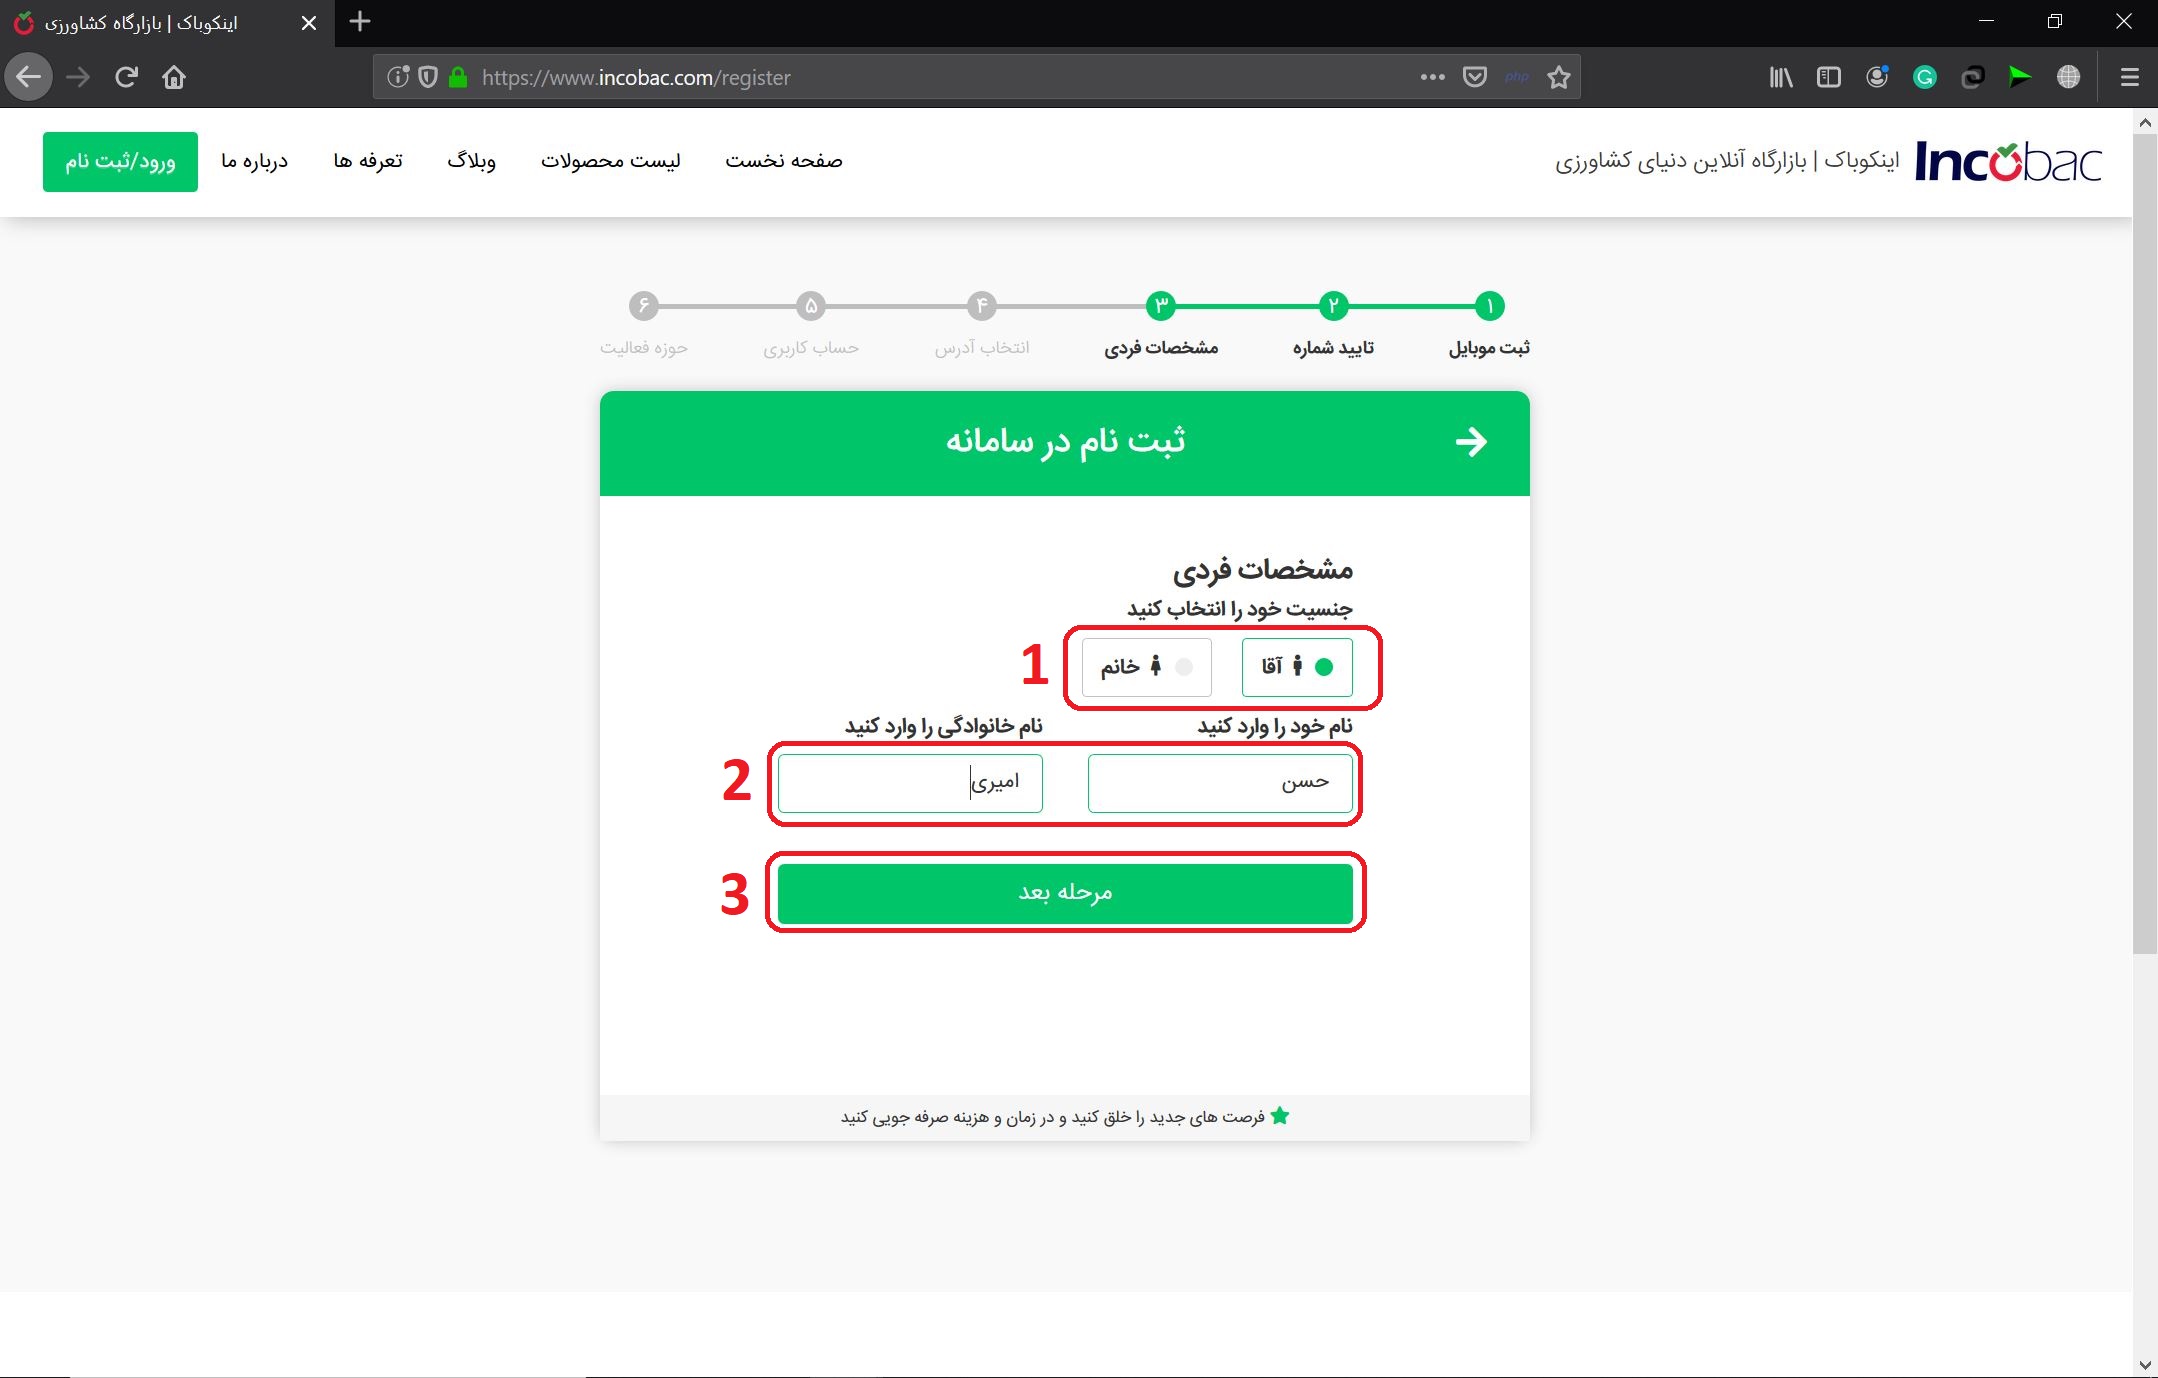 اینکوباک | بازارگاه کشاورزی
https://www.incobac.com/register
php
Incobac
اینکوباک | بازارگاه آنلاین دنیای کشاورزی
صفحه نخست
لیست محصولات
وبلاگ
تعرفه ها
درباره ما
ورود/ثبت نام
۱
۲
۳
۴
۵
۶
ثبت موبایل
تایید شماره
مشخصات فردی
انتخاب آدرس
حساب کاربری
حوزه فعالیت
ثبت نام در سامانه
مشخصات فردی
جنسیت خود را انتخاب کنید
آقا
خانم
1
نام خود را وارد کنید
نام خانوادگی را وارد کنید
حسن
امیری
2
مرحله بعد
3
فرصت های جدید را خلق کنید و در زمان و هزینه صرفه جویی کنید